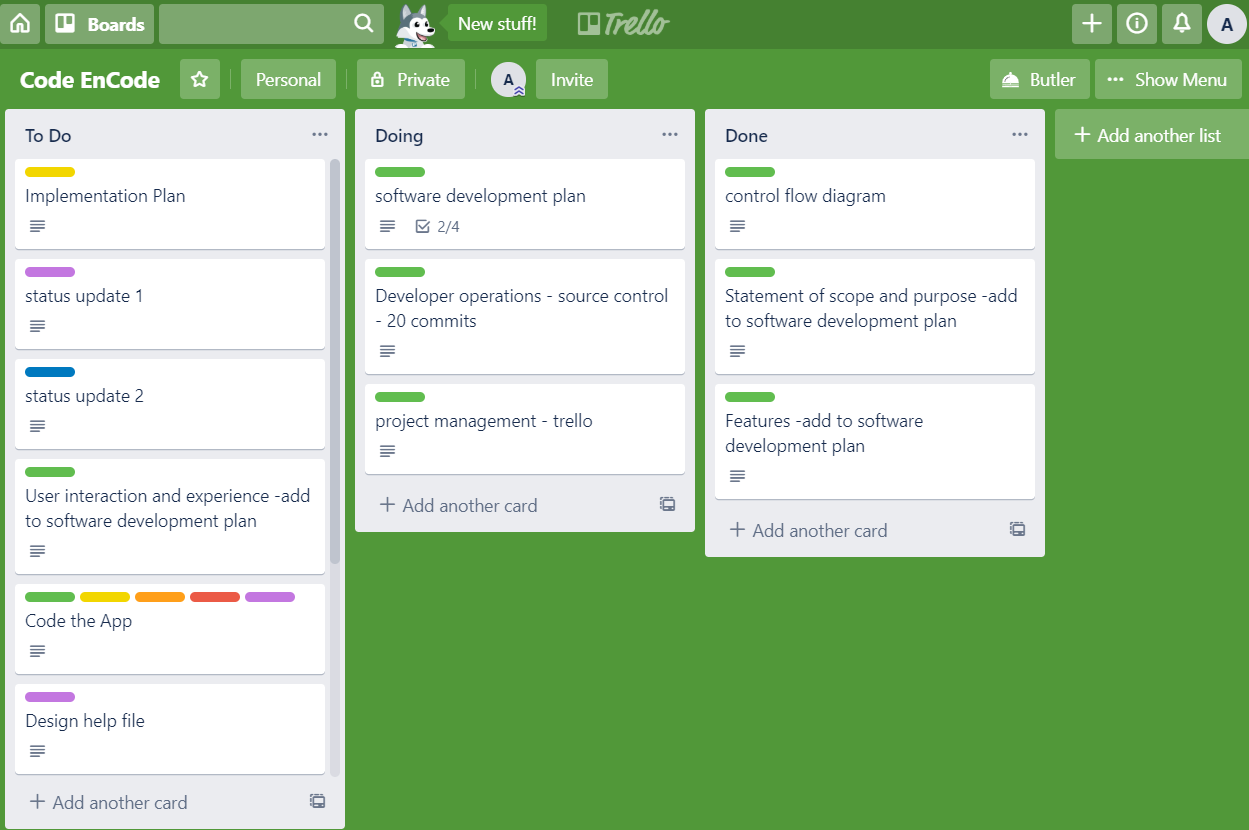 Boards
New stuff!
Trello
A
Code EnCode
Personal
Private
A
Invite
Butler
Show Menu
To Do
Implementation Plan
status update 1
status update 2
User interaction and experience -add
to software development plan
Code the App
Design help file
+ Add another card
Doing
software development plan
2/4
Developer operations - source control
- 20 commits
project management - trello
+ Add another card
Done
control flow diagram
Statement of scope and purpose -add
to software development plan
Features -add to software
development plan
+ Add another card
+ Add another list